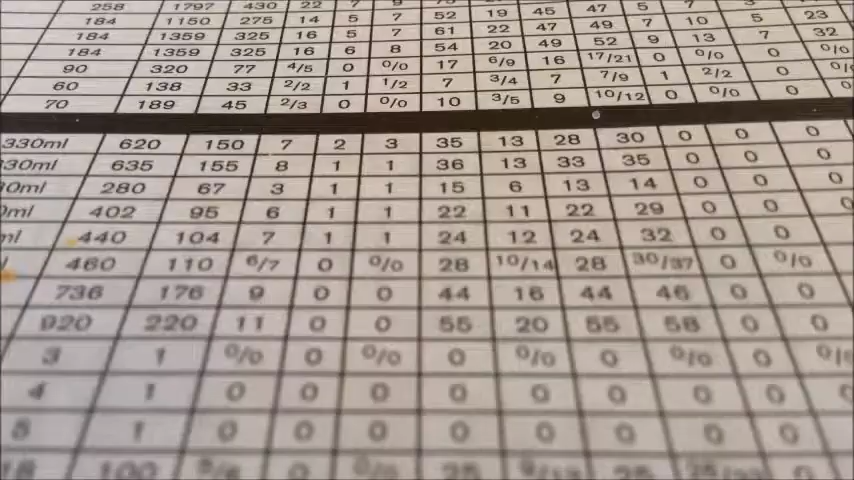 258 1797 430 22
184 1150 275 14 5 7 52 19 45 47 5 7
184 1359 325 16 5 7 61 22 47 49 7 10 5 23
184 1359 325 16 6 8 54 20 49 52 9 13 7 32
90 320 77 4/5 0 0/0 17 6/9 16 17/21 0 0/0 0 0/0
60 138 33 2/2 1 1/2 7 3/4 7 7/9 1 2/2 0
70 189 45 2/3 0 0/0 10 3/5 9 10/12 0 0/0 0
330ml 620 150 7 2 3 35 13 28 30 0 0 0
30ml 635 155 8 1 1 36 13 33 35 0 0 0
0ml 280 67 3 1 1 15 6 13 14 0 0 0
0ml 402 95 6 1 1 22 11 22 29 0 0 0
ml 440 104 7 1 1 24 12 24 32 0 0 0
460 110 6/7 0 0/0 28 10/14 28 30/37 0 0/0
736 176 9 0 0 44 16 44 46 0 0 0
920 220 11 0 0 55 20 55 58 0 0 0
3 1 0/0 0 0/0 0 0/0 0 0/0 0
4 1 0 0 0 0 0 0 0 0 0
5 1 0 0 0 0 0 0 0 0 0
100 0 0/0 25